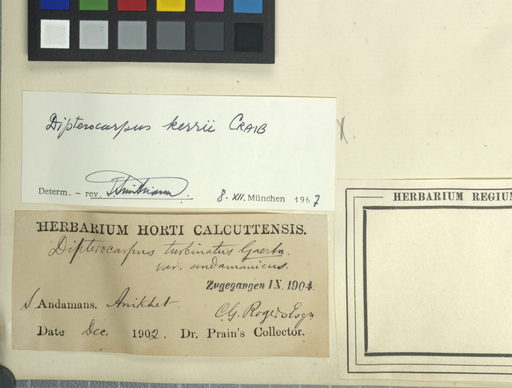 Dipterocarpus kerrii CRAIB
Determ. – rev.
8. XII. München 1967
HERBARIUM REGIUM
HERBARIUM HORTI CALCUTTENSIS.
Dipterocarpus turbinatus Gaertn.
var. andamanicus.
Zugegangen IX. 1904
S. Andamans. Anikhet.
C.G. Rogers Esqr
Date Dec. 1902. Dr. Prain's Collector.